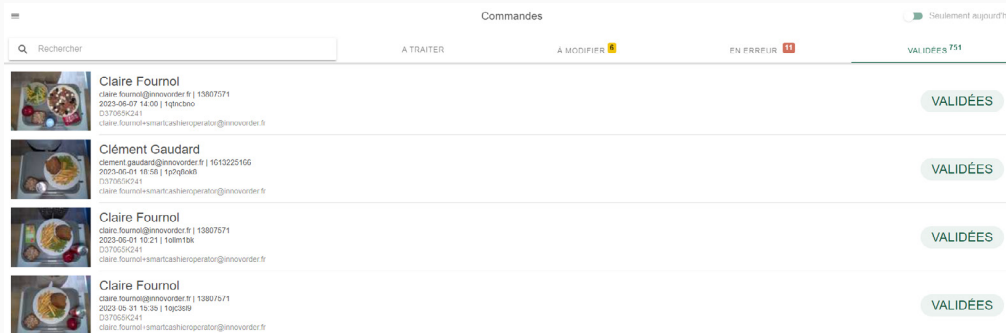 Commandes
Seulement aujourd'h
Rechercher
A TRAITER
A MODIFIER 6
EN ERREUR 11
VALIDÉES 751
Claire Fournol
claire.fournol@innovorder.fr | 13807571
2023-06-07 14:00 | 1qtncbno
D37065K241
claire.fournol+smartcashieroperator@innovorder.fr
VALIDÉES
Clément Gaudard
clement.gaudard@innovorder.fr | 1613225166
2023-06-01 18:58 |
D37065K241
claire.fournol+smartcashieroperator@innovorder.fr
VALIDÉES
Claire Fournol
claire.fournol@innovorder.fr | 13807571
2023-06-01 10:21 |
D37065K241
claire.fournol+smartcashieroperator@innovorder.fr
VALIDÉES
Claire Fournol
claire.fournol@innovorder.fr | 13807571
2023-05-31 15:35 |
D37065K241
claire.fournol+smartcashieroperator@innovorder.fr
VALIDÉES